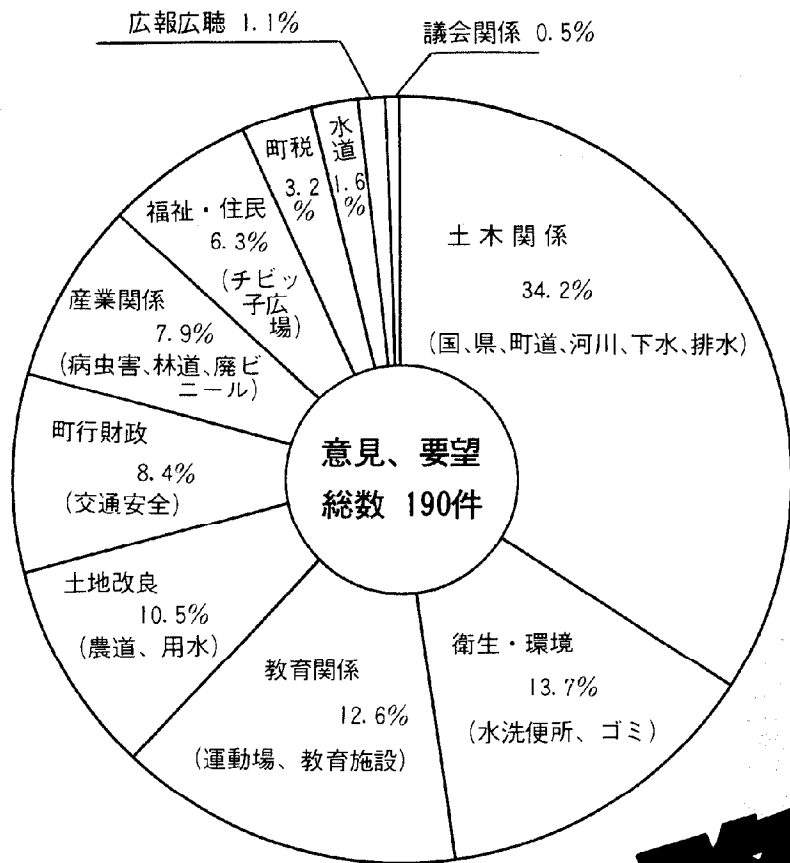 広報広聴 1.1%
議会関係 0.5%
土木関係
34.2%
(国、県、町道、河川、下水、排水)
衛生・環境
13.7%
(水洗便所、ゴミ)
教育関係
12.6%
(運動場、教育施設)
土地改良
10.5%
(農道、用水)
町行財政
8.4%
(交通安全)
産業関係
7.9%
(病虫害、林道、廃ビ
ニール)
福祉・住民
6.3%
(チビッ
子広
場)
町税
3.2
%
水
道
1.6
%
意見、要望
総数 190件